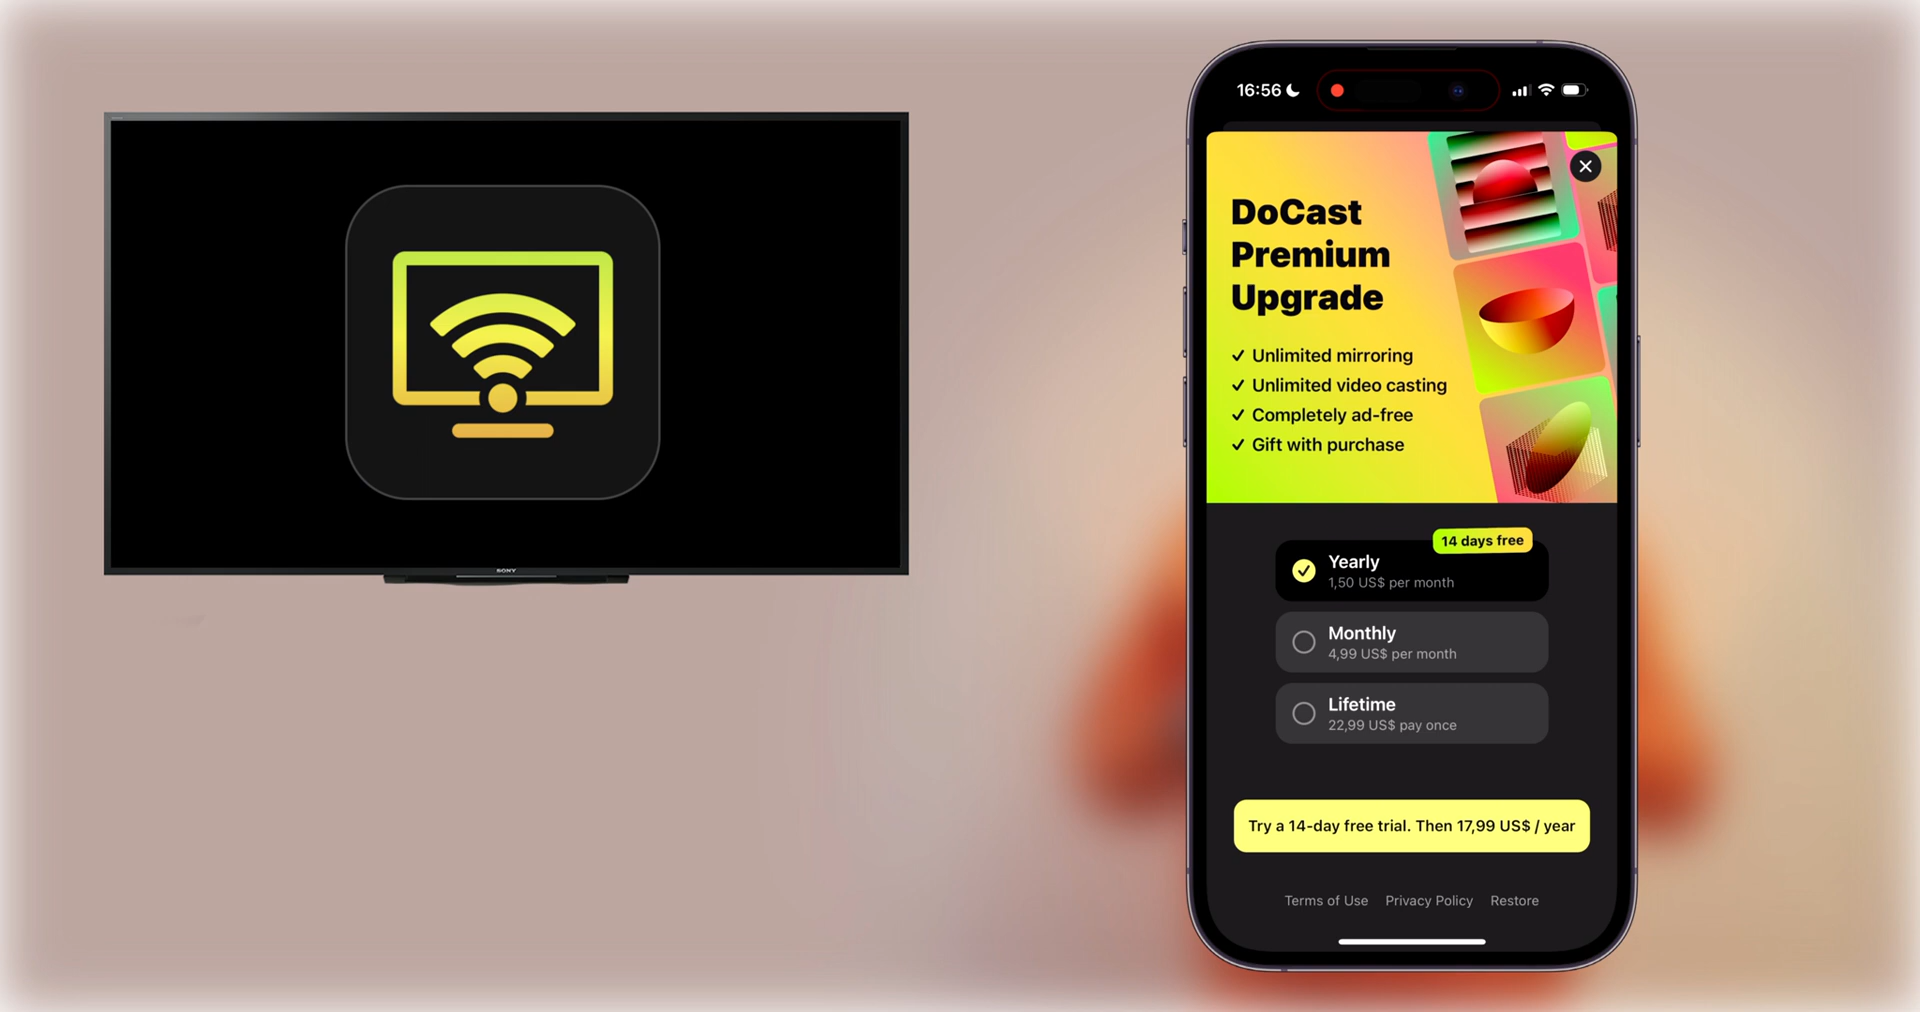 SONY
16:56
DoCast
Premium
Upgrade
✓ Unlimited mirroring
✓ Unlimited video casting
✓ Completely ad-free
✓ Gift with purchase
14 days free
Yearly
1,50 US$ per month
Monthly
4,99 US$ per month
Lifetime
22,99 US$ pay once
Try a 14-day free trial. Then 17,99 US$ / year
Terms of Use Privacy Policy Restore